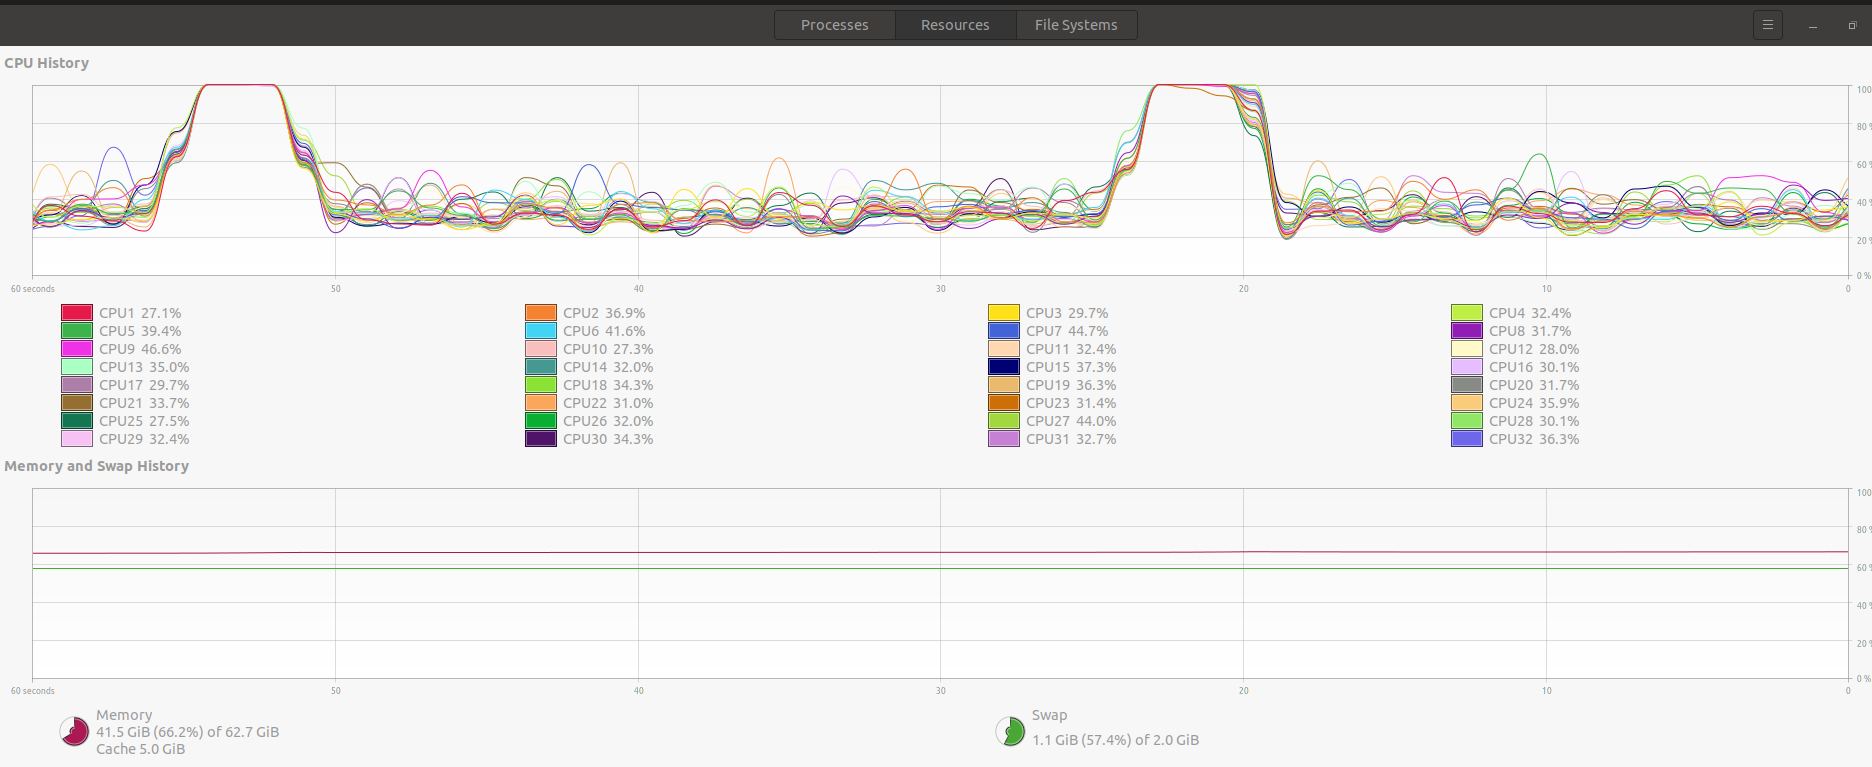 Processes Resources File Systems
CPU History
100
80 %
60 %
40 %
20 %
0 %
60 seconds 50 40 30 20 10 0
CPU1 27.1% CPU2 36.9% CPU3 29.7% CPU4 32.4%
CPU5 39.4% CPU6 41.6% CPU7 44.7% CPU8 31.7%
CPU9 46.6% CPU10 27.3% CPU11 32.4% CPU12 28.0%
CPU13 35.0% CPU14 32.0% CPU15 37.3% CPU16 30.1%
CPU17 29.7% CPU18 34.3% CPU19 36.3% CPU20 31.7%
CPU21 33.7% CPU22 31.0% CPU23 31.4% CPU24 35.9%
CPU25 27.5% CPU26 32.0% CPU27 44.0% CPU28 30.1%
CPU29 32.4% CPU30 34.3% CPU31 32.7% CPU32 36.3%
Memory and Swap History
100
80 %
60 %
40 %
20 %
0 %
60 seconds 50 40 30 20 10 0
Memory
41.5 GiB (66.2%) of 62.7 GiB
Cache 5.0 GiB
Swap
1.1 GiB (57.4%) of 2.0 GiB